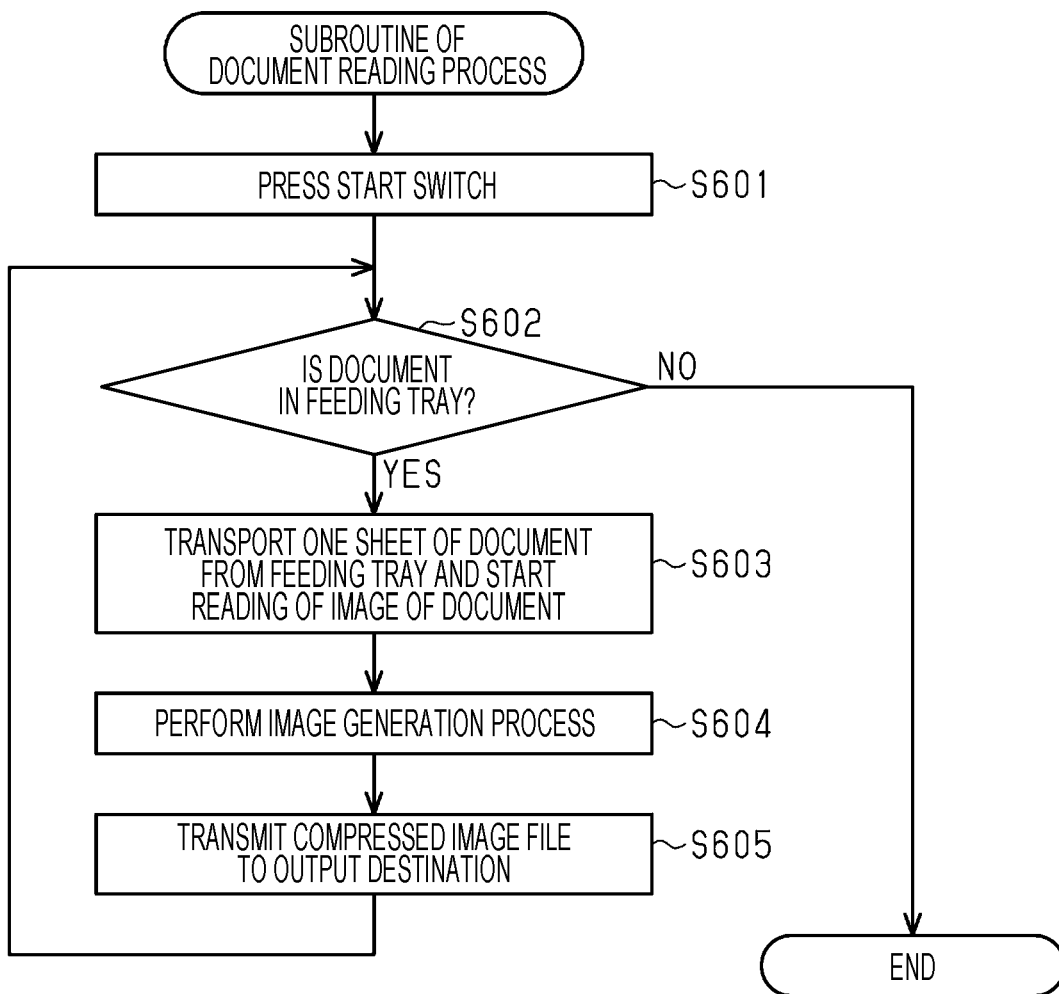 SUBROUTINE OF
DOCUMENT READING PROCESS
PRESS START SWITCH
S601
S602
IS DOCUMENT
IN FEEDING TRAY?
NO
YES
TRANSPORT ONE SHEET OF DOCUMENT
FROM FEEDING TRAY AND START
READING OF IMAGE OF DOCUMENT
S603
PERFORM IMAGE GENERATION PROCESS
S604
TRANSMIT COMPRESSED IMAGE FILE
TO OUTPUT DESTINATION
S605
END